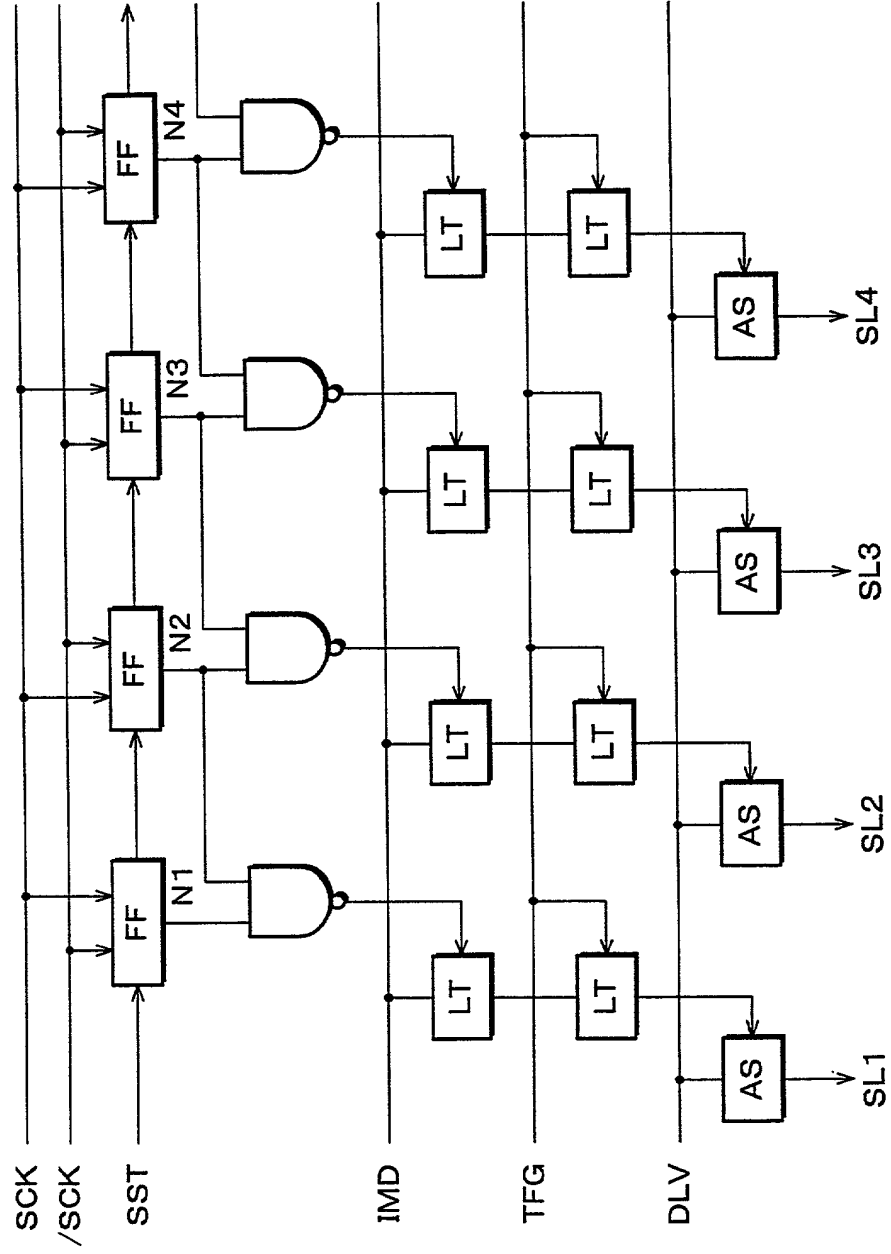 SCK
/SCK
SST
FF
FF
FF
FF
N1
N2
N3
N4
IMD
LT
LT
LT
LT
TFG
LT
LT
LT
LT
DLV
AS
AS
AS
AS
SL1
SL2
SL3
SL4